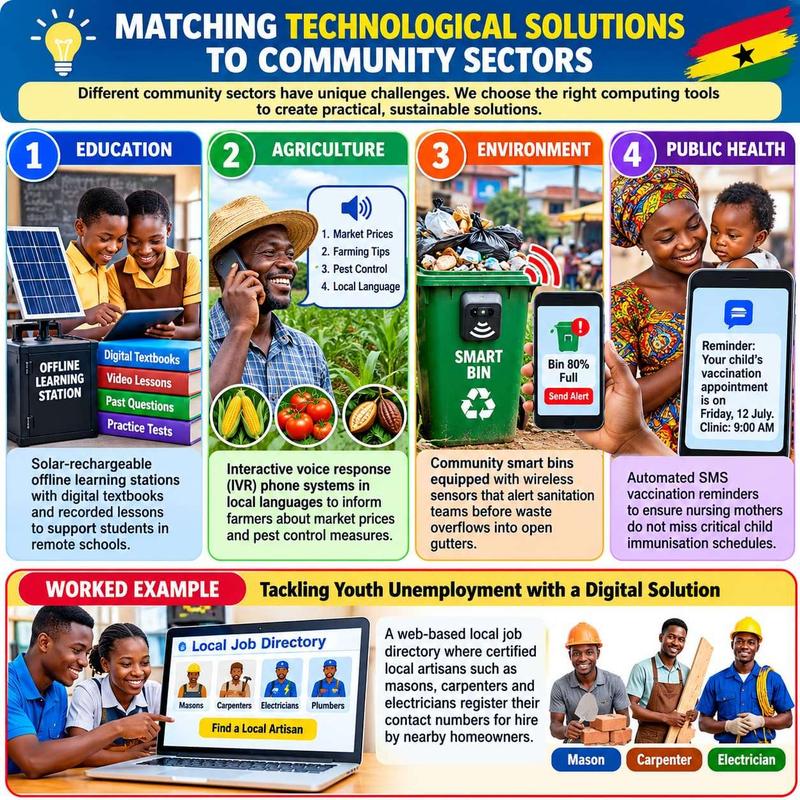 MATCHING TECHNOLOGICAL SOLUTIONS
TO COMMUNITY SECTORS
Different community sectors have unique challenges. We choose the right computing tools
to create practical, sustainable solutions.
1 EDUCATION
OFFLINE
LEARNING
STATION
Digital Textbooks
Video Lessons
Past Questions
Practice Tests
Solar-rechargeable
offline learning stations
with digital textbooks
and recorded lessons
to support students in
remote schools.
2 AGRICULTURE
1. Market Prices
2. Farming Tips
3. Pest Control
4. Local Language
Interactive voice response
(IVR) phone systems in
local languages to inform
farmers about market prices
and pest control measures.
3 ENVIRONMENT
SMART
BIN
Bin 80%
Full
Send Alert
Community smart bins
equipped with wireless
sensors that alert sanitation
teams before waste
overflows into open
gutters.
4 PUBLIC HEALTH
Reminder:
Your child's
vaccination
appointment
is on
Friday, 12 July.
Clinic: 9:00 AM
Automated SMS
vaccination reminders
to ensure nursing mothers
do not miss critical child
immunisation schedules.
WORKED EXAMPLE
Tackling Youth Unemployment with a Digital Solution
Local Job Directory
Masons Carpenters Electricians Plumbers
Find a Local Artisan
A web-based local job
directory where certified
local artisans such as
masons, carpenters and
electricians register their
contact numbers for hire
by nearby homeowners.
Mason
Carpenter
Electrician